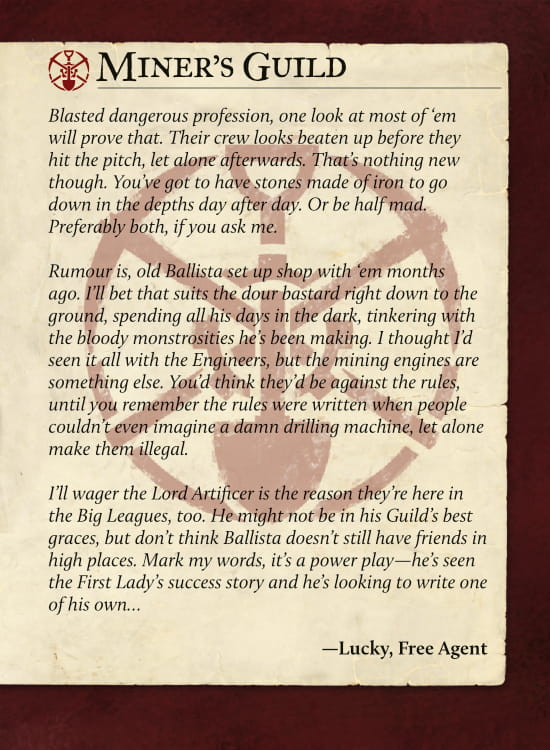 Miner's Guild
Blasted dangerous profession, one look at most of ‘em
will prove that. Their crew looks beaten up before they
hit the pitch, let alone afterwards. That’s nothing new
though. You’ve got to have stones made of iron to go
down in the depths day after day. Or be half mad.
Preferably both, if you ask me.
Rumour is, old Ballista set up shop with ‘em months
ago. I’ll bet that suits the dour bastard right down to the
ground, spending all his days in the dark, tinkering with
the bloody monstrosities he’s been making. I thought I’d
seen it all with the Engineers, but the mining engines are
something else. You’d think they’d be against the rules,
until you remember the rules were written when people
couldn’t even imagine a damn drilling machine, let alone
make them illegal.
I’ll wager the Lord Artificer is the reason they’re here in
the Big Leagues, too. He might not be in his Guild’s best
graces, but don’t think Ballista doesn’t still have friends in
high places. Mark my words, it’s a power play—he’s seen
the First Lady’s success story and he’s looking to write one
of his own…
—Lucky, Free Agent